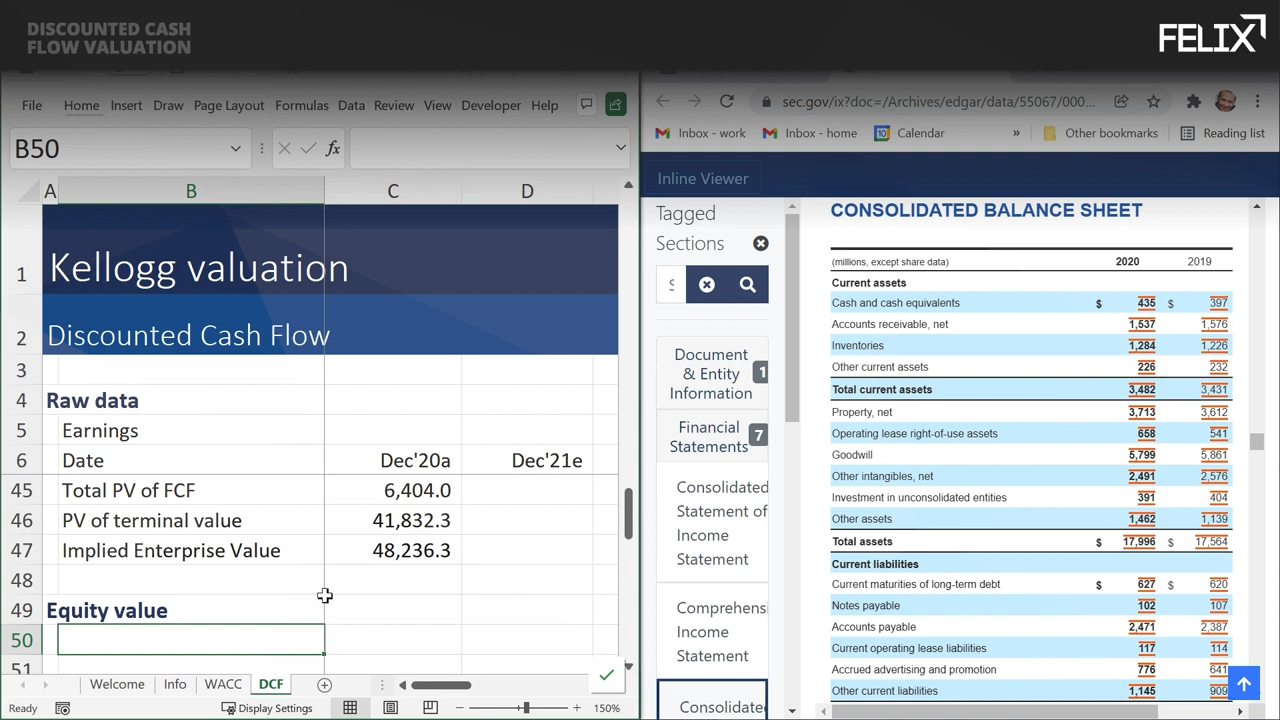 DISCOUNTED CASH
FLOW VALUATION
FELIX
File Home Insert Draw Page Layout Formulas Data Review View Developer Help
B50
fx
A B C D
1 Kellogg valuation
2 Discounted Cash Flow
3
4 Raw data
5 Earnings
6 Date Dec'20a Dec'21e
45 Total PV of FCF 6,404.0
46 PV of terminal value 41,832.3
47 Implied Enterprise Value 48,236.3
48
49 Equity value
50
51
Welcome Info WACC DCF
Ready Display Settings 150%
sec.gov/ix?doc=/Archives/edgar/data/55067/000...
Inbox - work Inbox - home Calendar » Other bookmarks Reading list
Inline Viewer
Tagged
Sections
S
Document
& Entity
Information
1
Financial
Statements
7
Consolidated
Statement of
Income
Statement
Comprehensi
Income
Statement
Consolidate
CONSOLIDATED BALANCE SHEET
(millions, except share data) 2020 2019
Current assets
Cash and cash equivalents $ 435 $ 397
Accounts receivable, net 1,537 1,576
Inventories 1,284 1,226
Other current assets 226 232
Total current assets 3,482 3,431
Property, net 3,713 3,612
Operating lease right-of-use assets 658 541
Goodwill 5,799 5,861
Other intangibles, net 2,491 2,576
Investment in unconsolidated entities 391 404
Other assets 1,462 1,139
Total assets $ 17,996 $ 17,564
Current liabilities
Current maturities of long-term debt $ 627 $ 620
Notes payable 102 107
Accounts payable 2,471 2,387
Current operating lease liabilities 117 114
Accrued advertising and promotion 776 641
Other current liabilities 1,145 909